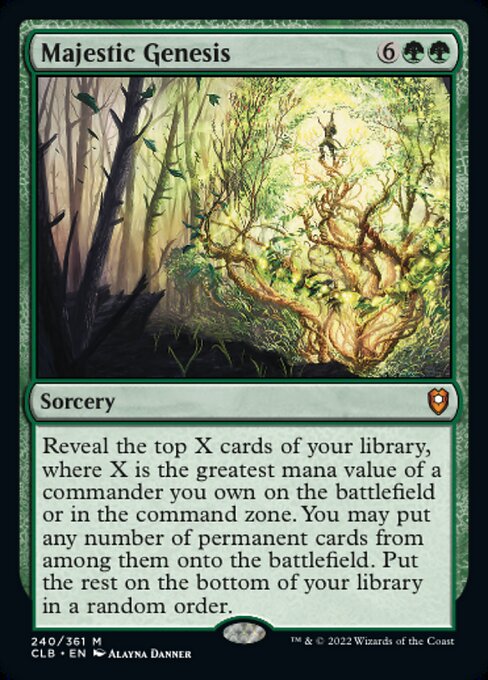 Majestic Genesis 6
Sorcery
Reveal the top X cards of your library,
where X is the greatest mana value of a
commander you own on the battlefield
or in the command zone. You may put
any number of permanent cards from
among them onto the battlefield. Put
the rest on the bottom of your library
in a random order.
240/361 M
CLB • EN Alayna Danner
™ & © 2022 Wizards of the Coast